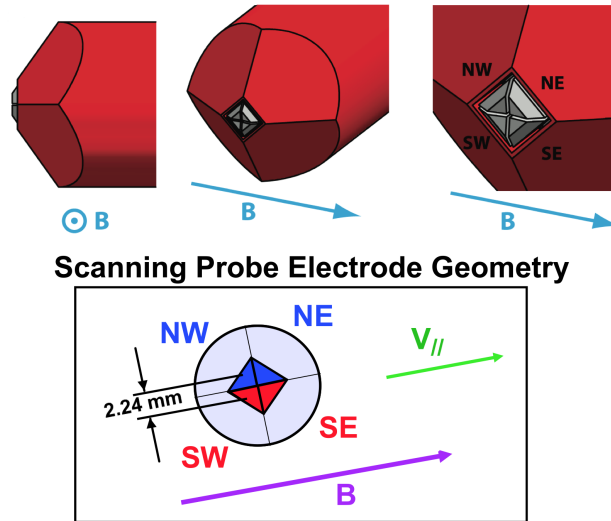 NW
NE
SW
SE
B
B
B
Scanning Probe Electrode Geometry
NW
NE
V//
2.24 mm
SW
SE
B